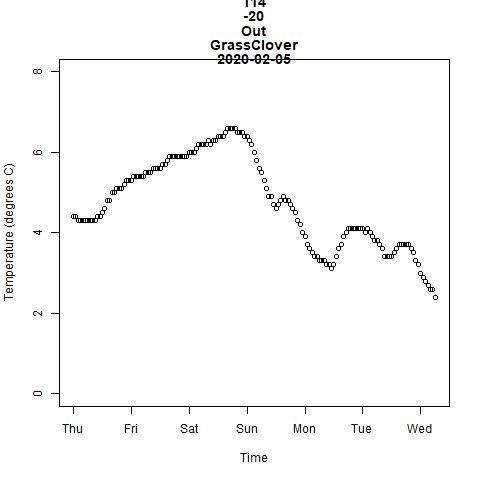 T14
-20
Out
GrassClover
2020-02-05
Temperature (degrees C)
8
6
4
2
0
Thu
Fri
Sat
Sun
Mon
Tue
Wed
Time